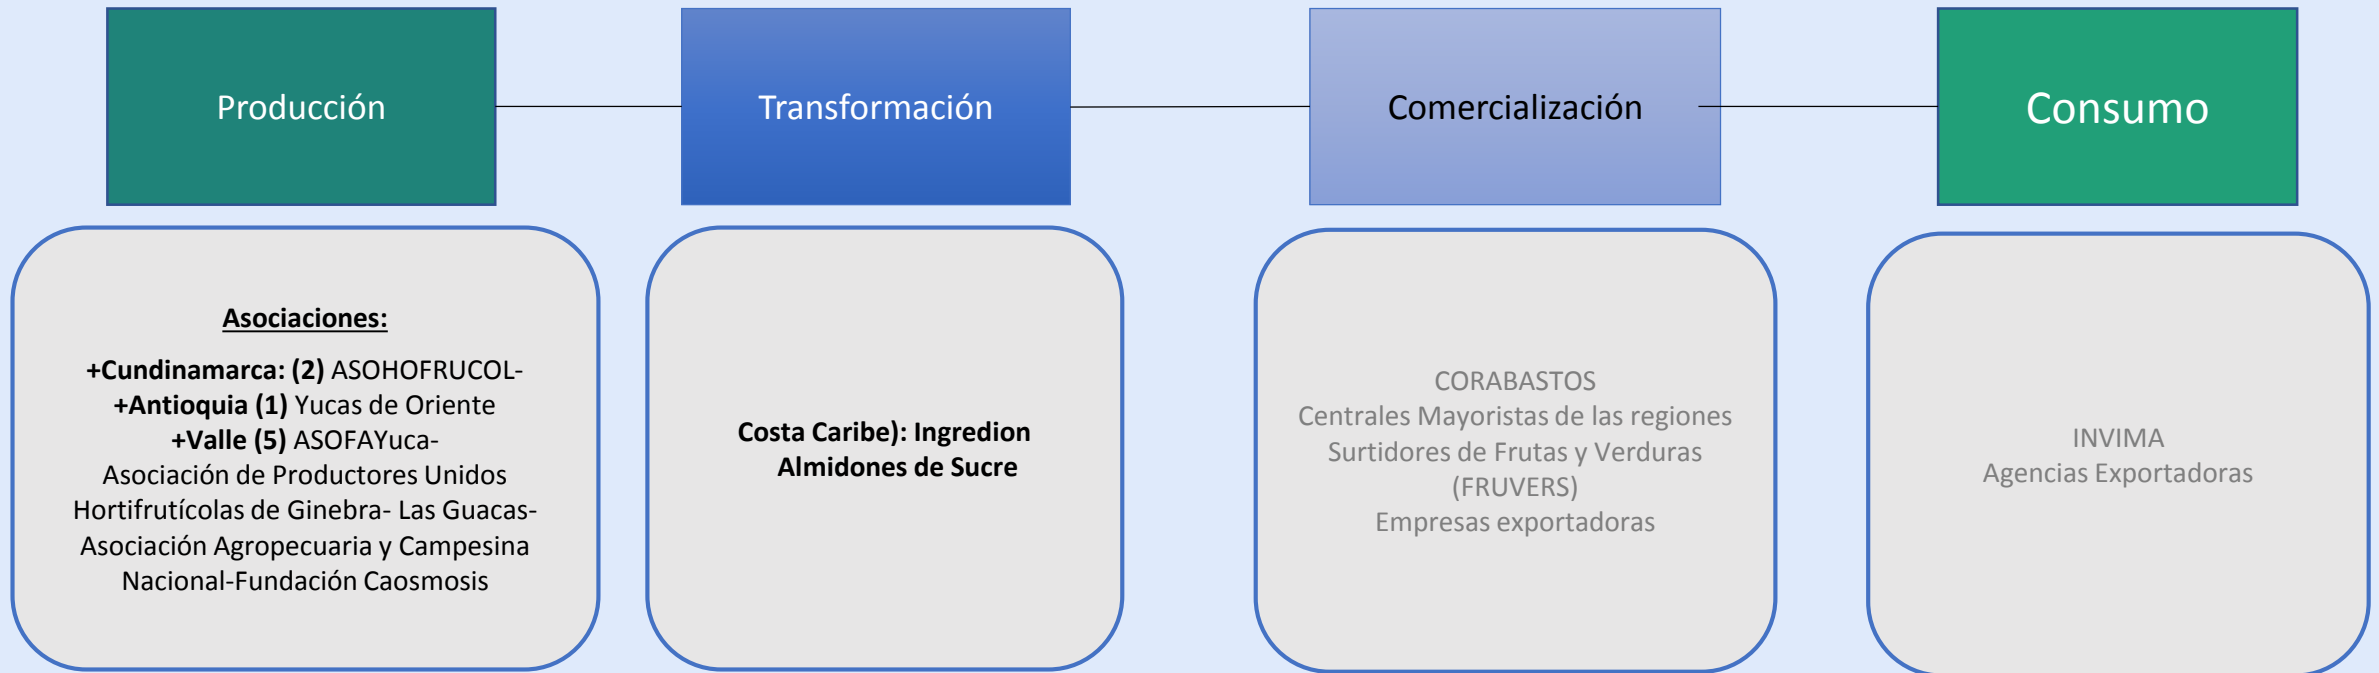 Producción
Transformación
Comercialización
Consumo
Asociaciones:
+Cundinamarca: (2) ASOHOFRUCOL-
+Antioquia (1) Yucas de Oriente
+Valle (5) ASOFAYuca-
Asociación de Productores Unidos
Hortifrutícolas de Ginebra- Las Guacas-
Asociación Agropecuaria y Campesina
Nacional-Fundación Caosmosis
Costa Caribe): Ingredion
Almidones de Sucre
CORABASTOS
Centrales Mayoristas de las regiones
Surtidores de Frutas y Verduras
(FRUVERS)
Empresas exportadoras
INVIMA
Agencias Exportadoras